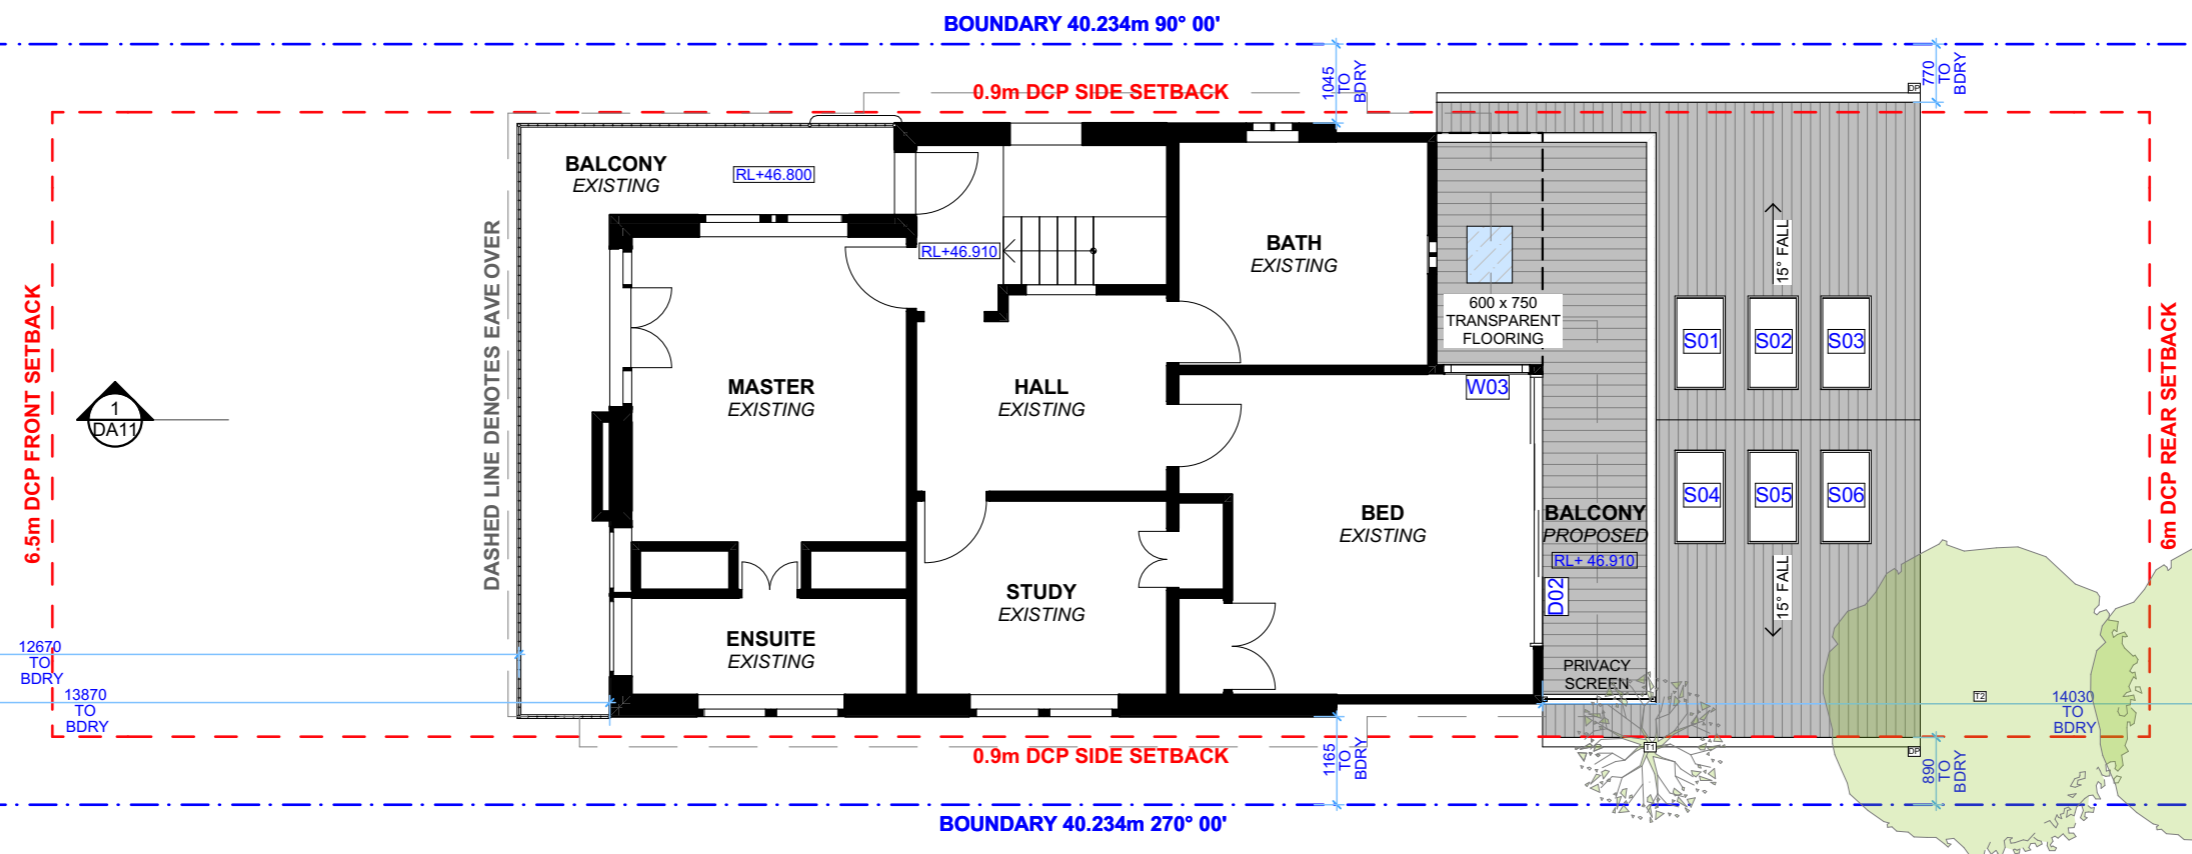 BOUNDARY 40.234m 90° 00'
0.9m DCP SIDE SETBACK
1045
TO
BDRY
770
TO
BDRY
DP
BALCONY
EXISTING
RL+46.800
RL+46.910
BATH
EXISTING
600 x 750
TRANSPARENT
FLOORING
15° FALL
S01
S02
S03
6.5m DCP FRONT SETBACK
DASHED LINE DENOTES EAVE OVER
1
DA11
MASTER
EXISTING
HALL
EXISTING
W03
6m DCP REAR SETBACK
S04
S05
S06
BED
EXISTING
BALCONY
PROPOSED
RL+ 46.910
D02
15° FALL
STUDY
EXISTING
ENSUITE
EXISTING
PRIVACY
SCREEN
12670
TO
BDRY
13870
TO
BDRY
T2
14030
TO
BDRY
T1
DP
0.9m DCP SIDE SETBACK
1165
TO
BDRY
890
TO
BDRY
BOUNDARY 40.234m 270° 00'